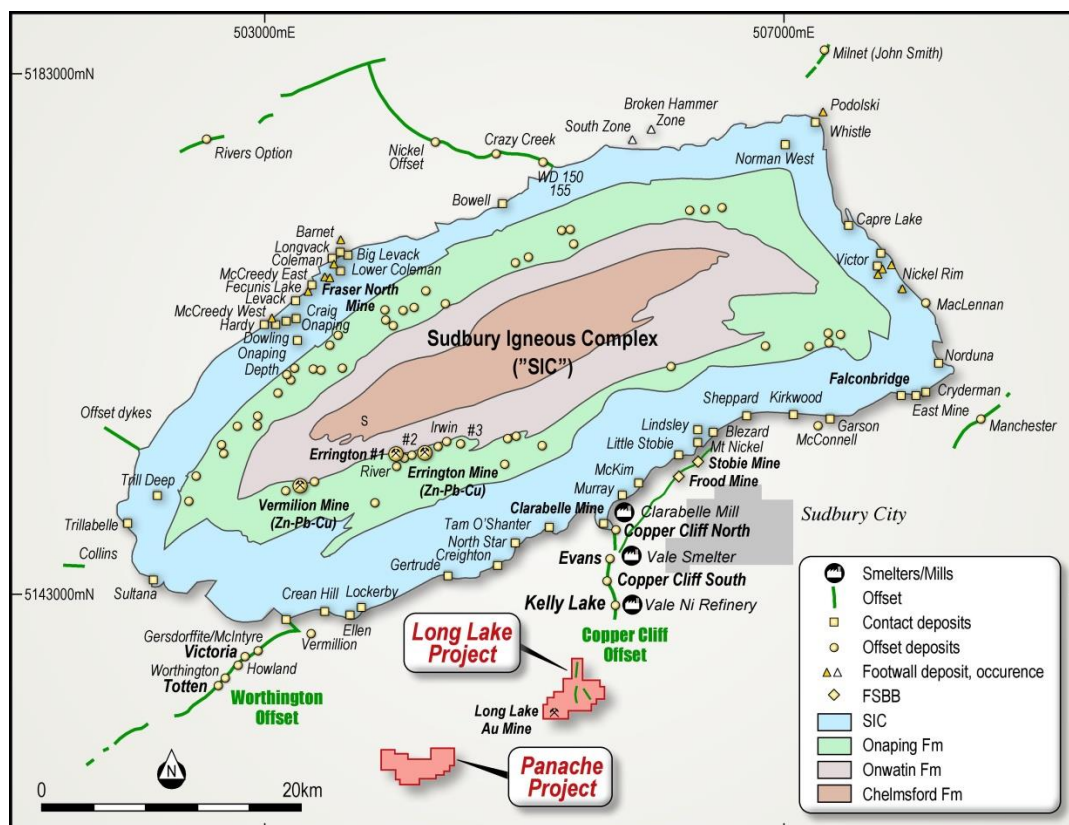 503000mE
507000mE
5183000mN
Milnet (John Smith)
Broken Hammer
Zone
South Zone
Podolski
Whistle
Rivers Option
Nickel
Offset
Crazy Creek
WD 150
155
Norman West
Bowell
Capre Lake
Barnet
Longvack
Coleman
Big Levack
Lower Coleman
McCreedy East
Fecunis Lake
Fraser North
Mine
Levack
McCreedy West
Hardy
Craig
Onaping
Dowling
Onaping
Depth
Victor
Nickel Rim
MacLennan
Sudbury Igneous Complex
("SIC")
Norduna
Falconbridge
Cryderman
East Mine
Sheppard
Kirkwood
Garson
McConnell
Manchester
Offset dykes
S
Irwin
#2
#3
Errington #1
River
Errington Mine
(Zn-Pb-Cu)
Vermilion Mine
(Zn-Pb-Cu)
Lindsley
Little Stobie
Blezard
Mt Nickel
Stobie Mine
Frood Mine
McKim
Murray
Trill Deep
Trillabelle
Clarabelle Mine
Clarabelle Mill
Copper Cliff North
Sudbury City
Tam O'Shanter
North Star
Creighton
Gertrude
Evans
Vale Smelter
Copper Cliff South
Collins
Sultana
5143000mN
Crean Hill
Lockerby
Ellen
Vermillion
Kelly Lake
Vale Ni Refinery
Copper Cliff
Offset
Gersdorffite/McIntyre
Victoria
Howland
Worthington
Totten
Worthington
Offset
Long Lake
Project
Long Lake
Au Mine
Panache
Project
N
0
20km
Smelters/Mills
Offset
Contact deposits
Offset deposits
Footwall deposit, occurence
FSBB
SIC
Onaping Fm
Onwatin Fm
Chelmsford Fm